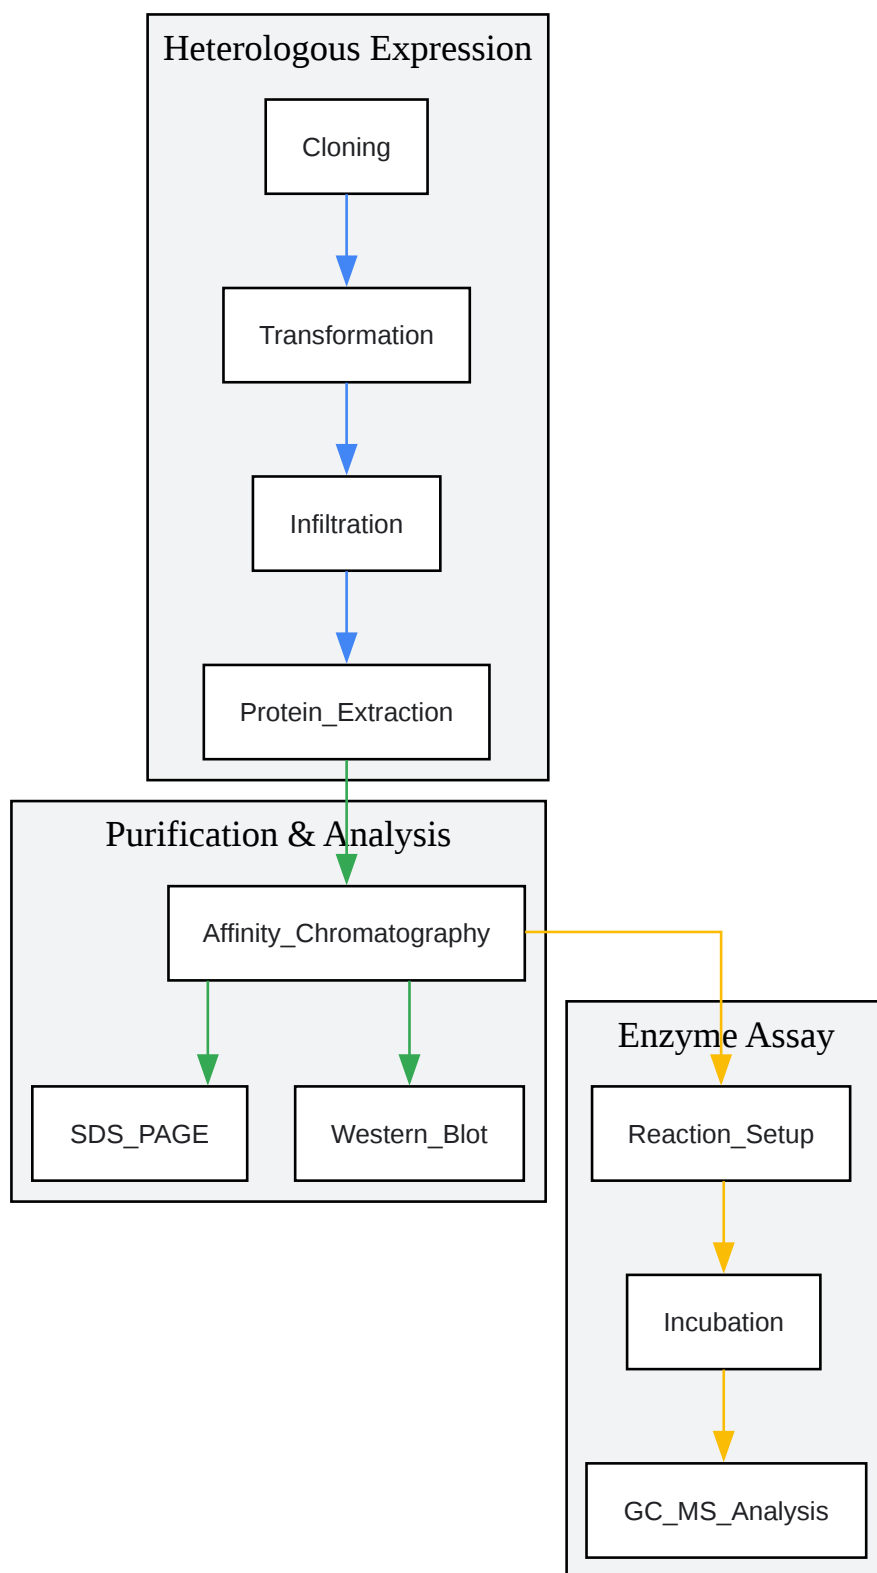 Heterologous Expression
Cloning
Transformation
Infiltration
Protein_Extraction
Purification & Analysis
Affinity_Chromatography
SDS_PAGE
Western_Blot
Enzyme Assay
Reaction_Setup
Incubation
GC_MS_Analysis